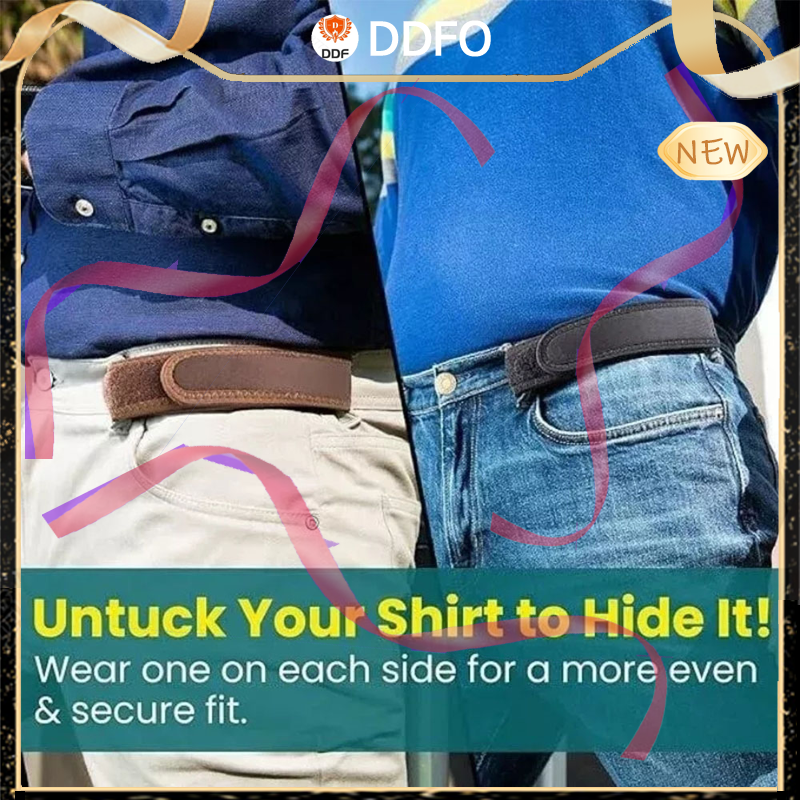 DDF
DDFO
NEW
Untuck Your Shirt to Hide It!
Wear one on each side for a more even
& secure fit.